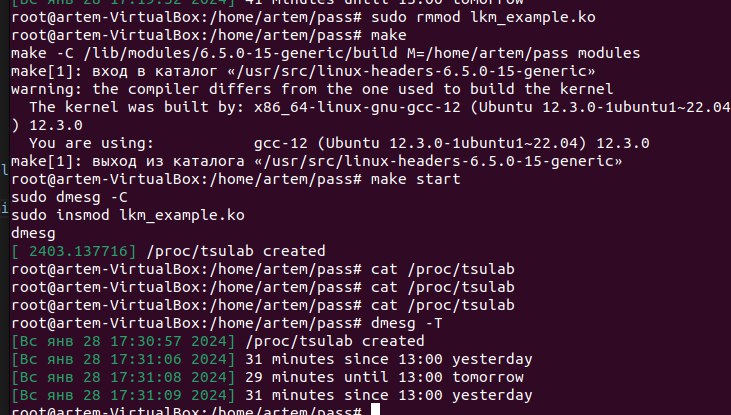 [Вс янв 28 17:19:52 2024] 41 minutes until 13:00 tomorrow
root@artem-VirtualBox:/home/artem/pass# sudo rmmod lkm_example.ko
root@artem-VirtualBox:/home/artem/pass# make
make -C /lib/modules/6.5.0-15-generic/build M=/home/artem/pass modules
make[1]: вход в каталог «/usr/src/linux-headers-6.5.0-15-generic»
warning: the compiler differs from the one used to build the kernel
  The kernel was built by: x86_64-linux-gnu-gcc-12 (Ubuntu 12.3.0-1ubuntu1~22.04
) 12.3.0
  You are using:           gcc-12 (Ubuntu 12.3.0-1ubuntu1~22.04) 12.3.0
make[1]: выход из каталога «/usr/src/linux-headers-6.5.0-15-generic»
root@artem-VirtualBox:/home/artem/pass# make start
sudo dmesg -C
sudo insmod lkm_example.ko
dmesg
[ 2403.137716] /proc/tsulab created
root@artem-VirtualBox:/home/artem/pass# cat /proc/tsulab
root@artem-VirtualBox:/home/artem/pass# cat /proc/tsulab
root@artem-VirtualBox:/home/artem/pass# cat /proc/tsulab
root@artem-VirtualBox:/home/artem/pass# dmesg -T
[Вс янв 28 17:30:57 2024] /proc/tsulab created
[Вс янв 28 17:31:06 2024] 31 minutes since 13:00 yesterday
[Вс янв 28 17:31:08 2024] 29 minutes until 13:00 tomorrow
[Вс янв 28 17:31:09 2024] 31 minutes since 13:00 yesterday
root@artem-VirtualBox:/home/artem/pass#